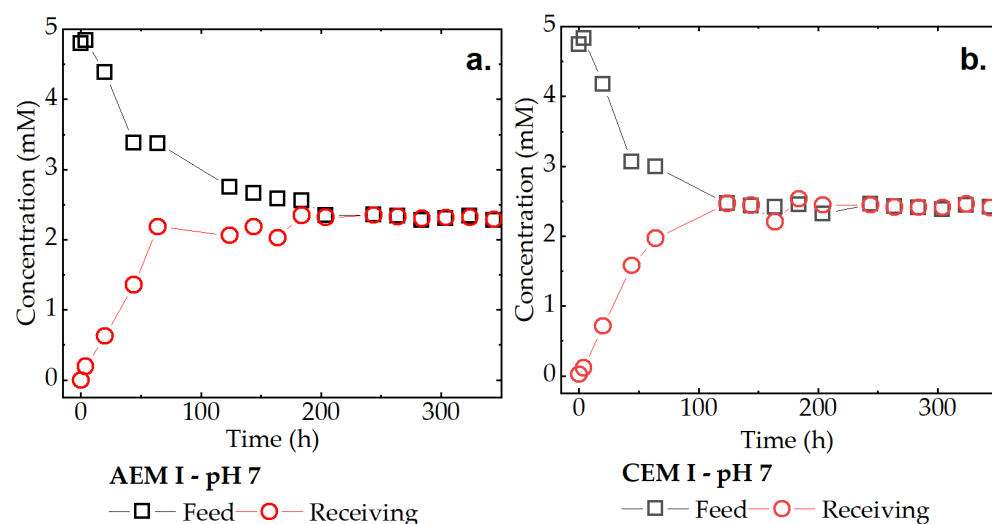 a.
5
4
3
2
1
0
Concentration (mM)
0 100 200 300
Time (h)
AEM I - pH 7
Feed Receiving
b.
5
4
3
2
1
0
Concentration (mM)
0 100 200 300
Time (h)
CEM I - pH 7
Feed Receiving